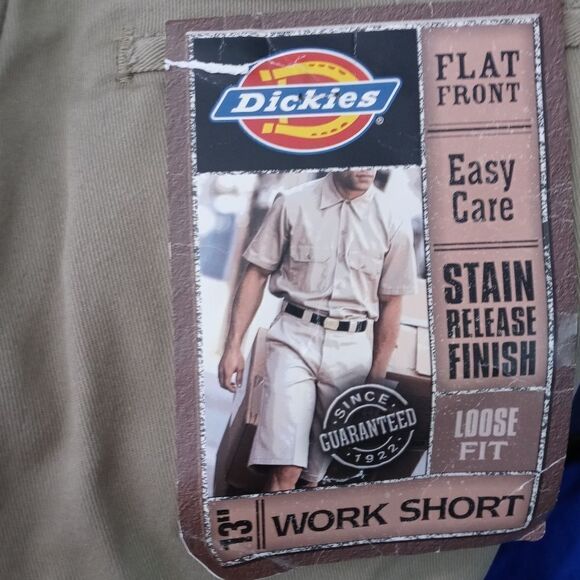 Dickies
®
FLAT
FRONT
Easy
Care
STAIN
RELEASE
FINISH
LOOSE
FIT
SINCE
GUARANTEED
1922
13"
WORK SHORT